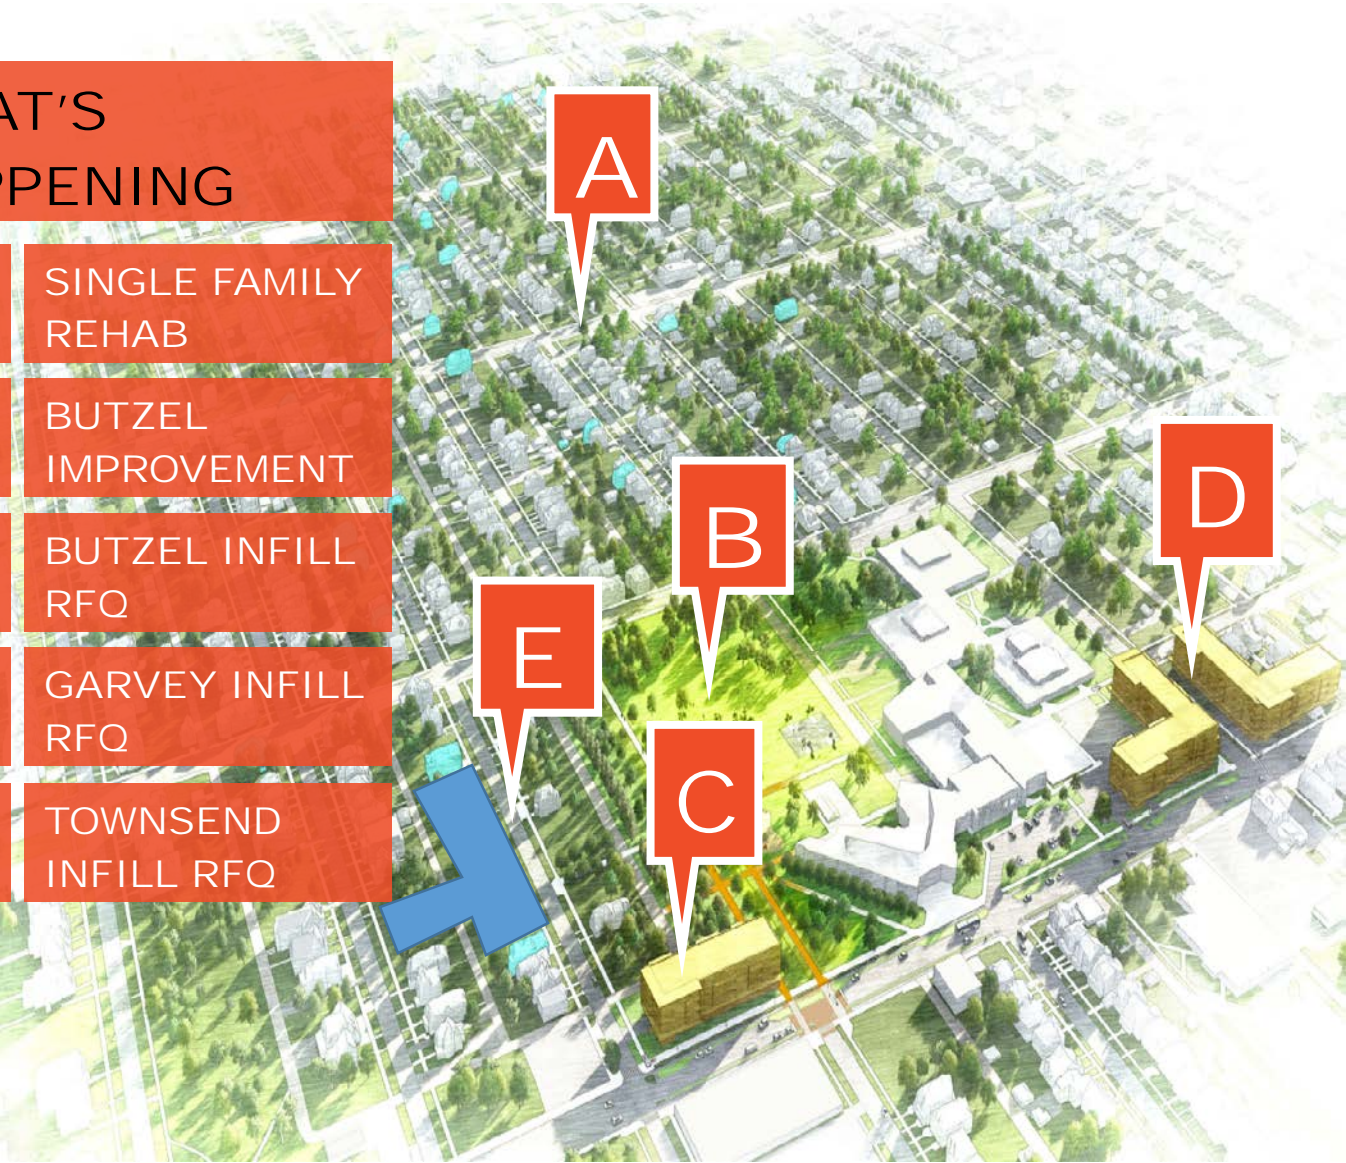 AT'S
PPENING
SINGLE FAMILY
REHAB
BUTZEL
IMPROVEMENT
BUTZEL INFILL
RFQ
GARVEY INFILL
RFQ
TOWNSEND
INFILL RFQ
A
B
C
D
E